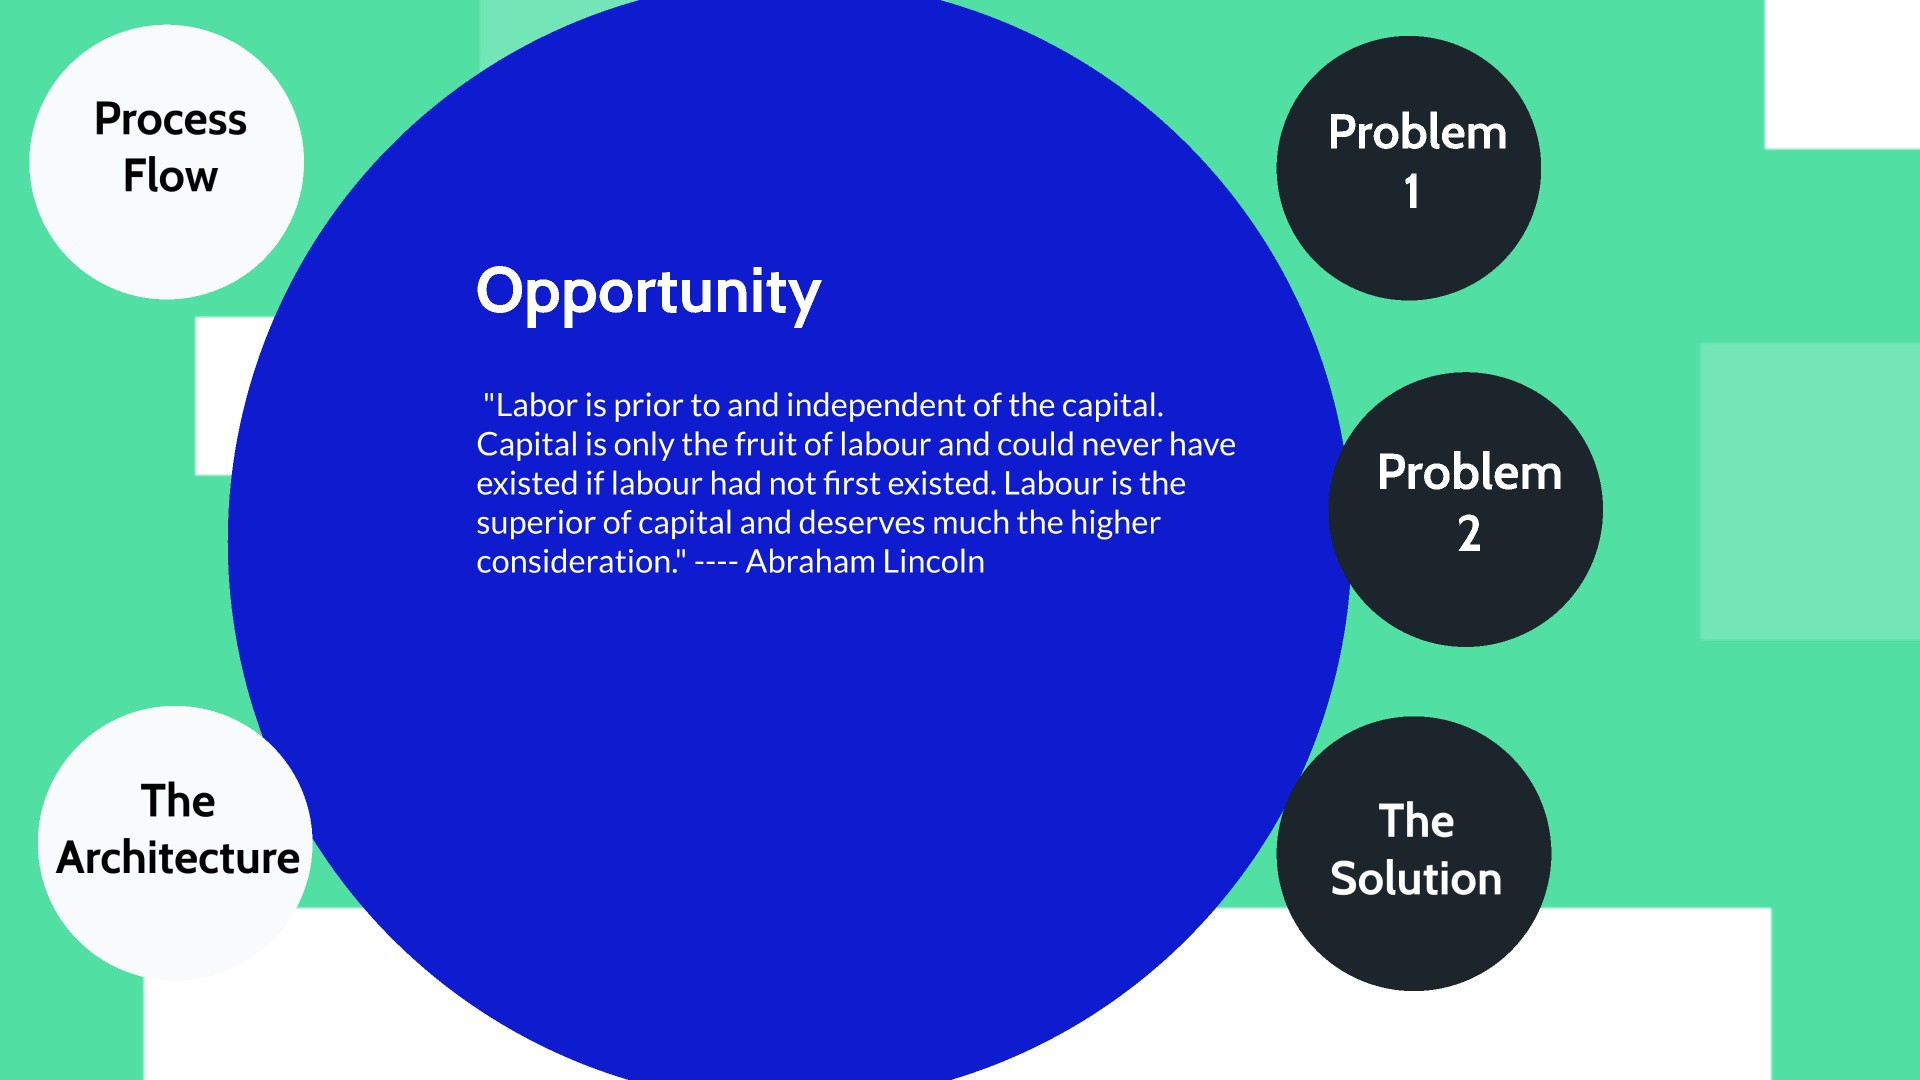 Process
Flow
Opportunity
"Labor is prior to and independent of the capital.
Capital is only the fruit of labour and could never have
existed if labour had not first existed. Labour is the
superior of capital and deserves much the higher
consideration." ---- Abraham Lincoln
Problem
1
Problem
2
The
Architecture
The
Solution